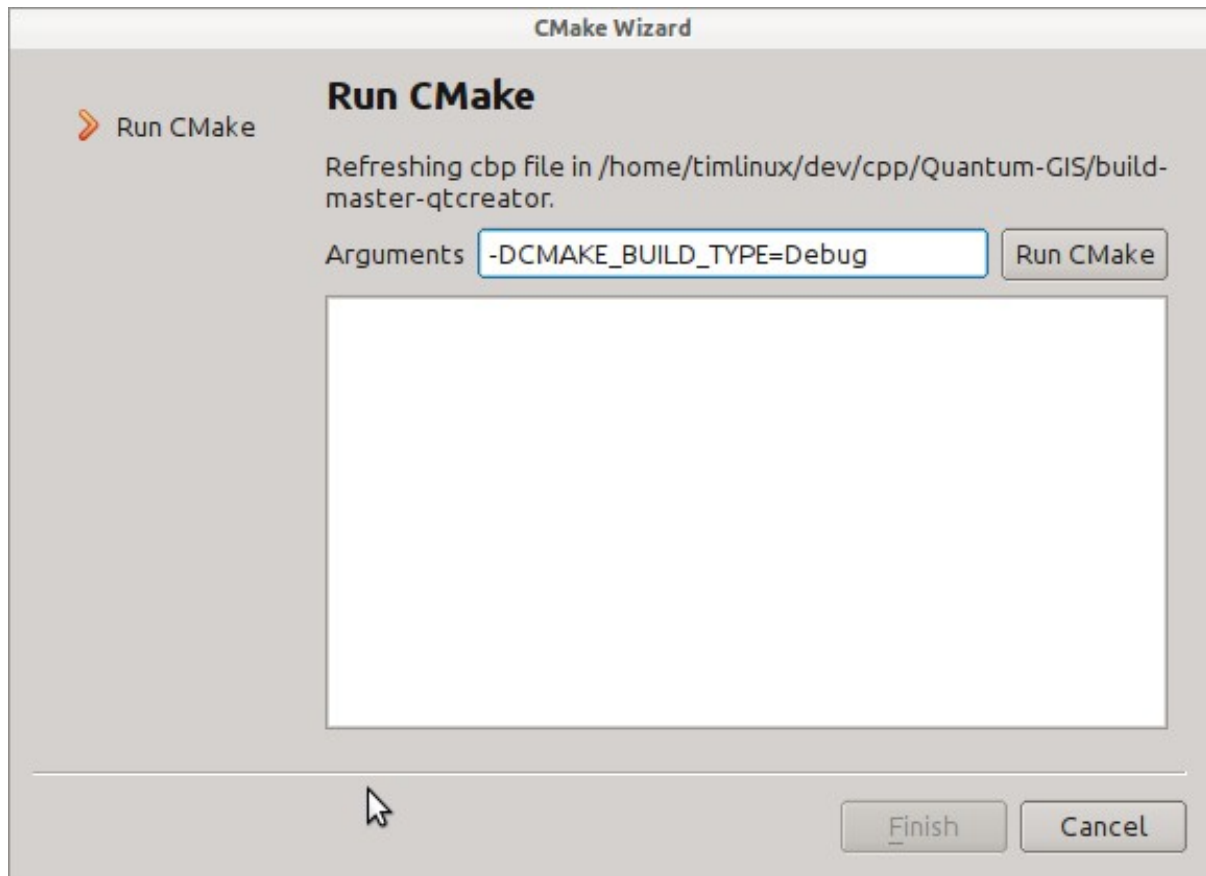 CMake Wizard
Run CMake
Run CMake
Refreshing cbp file in /home/timlinux/dev/cpp/Quantum-GIS/build-
master-qtcreator.
Arguments -DCMAKE_BUILD_TYPE=Debug Run CMake
Finish Cancel